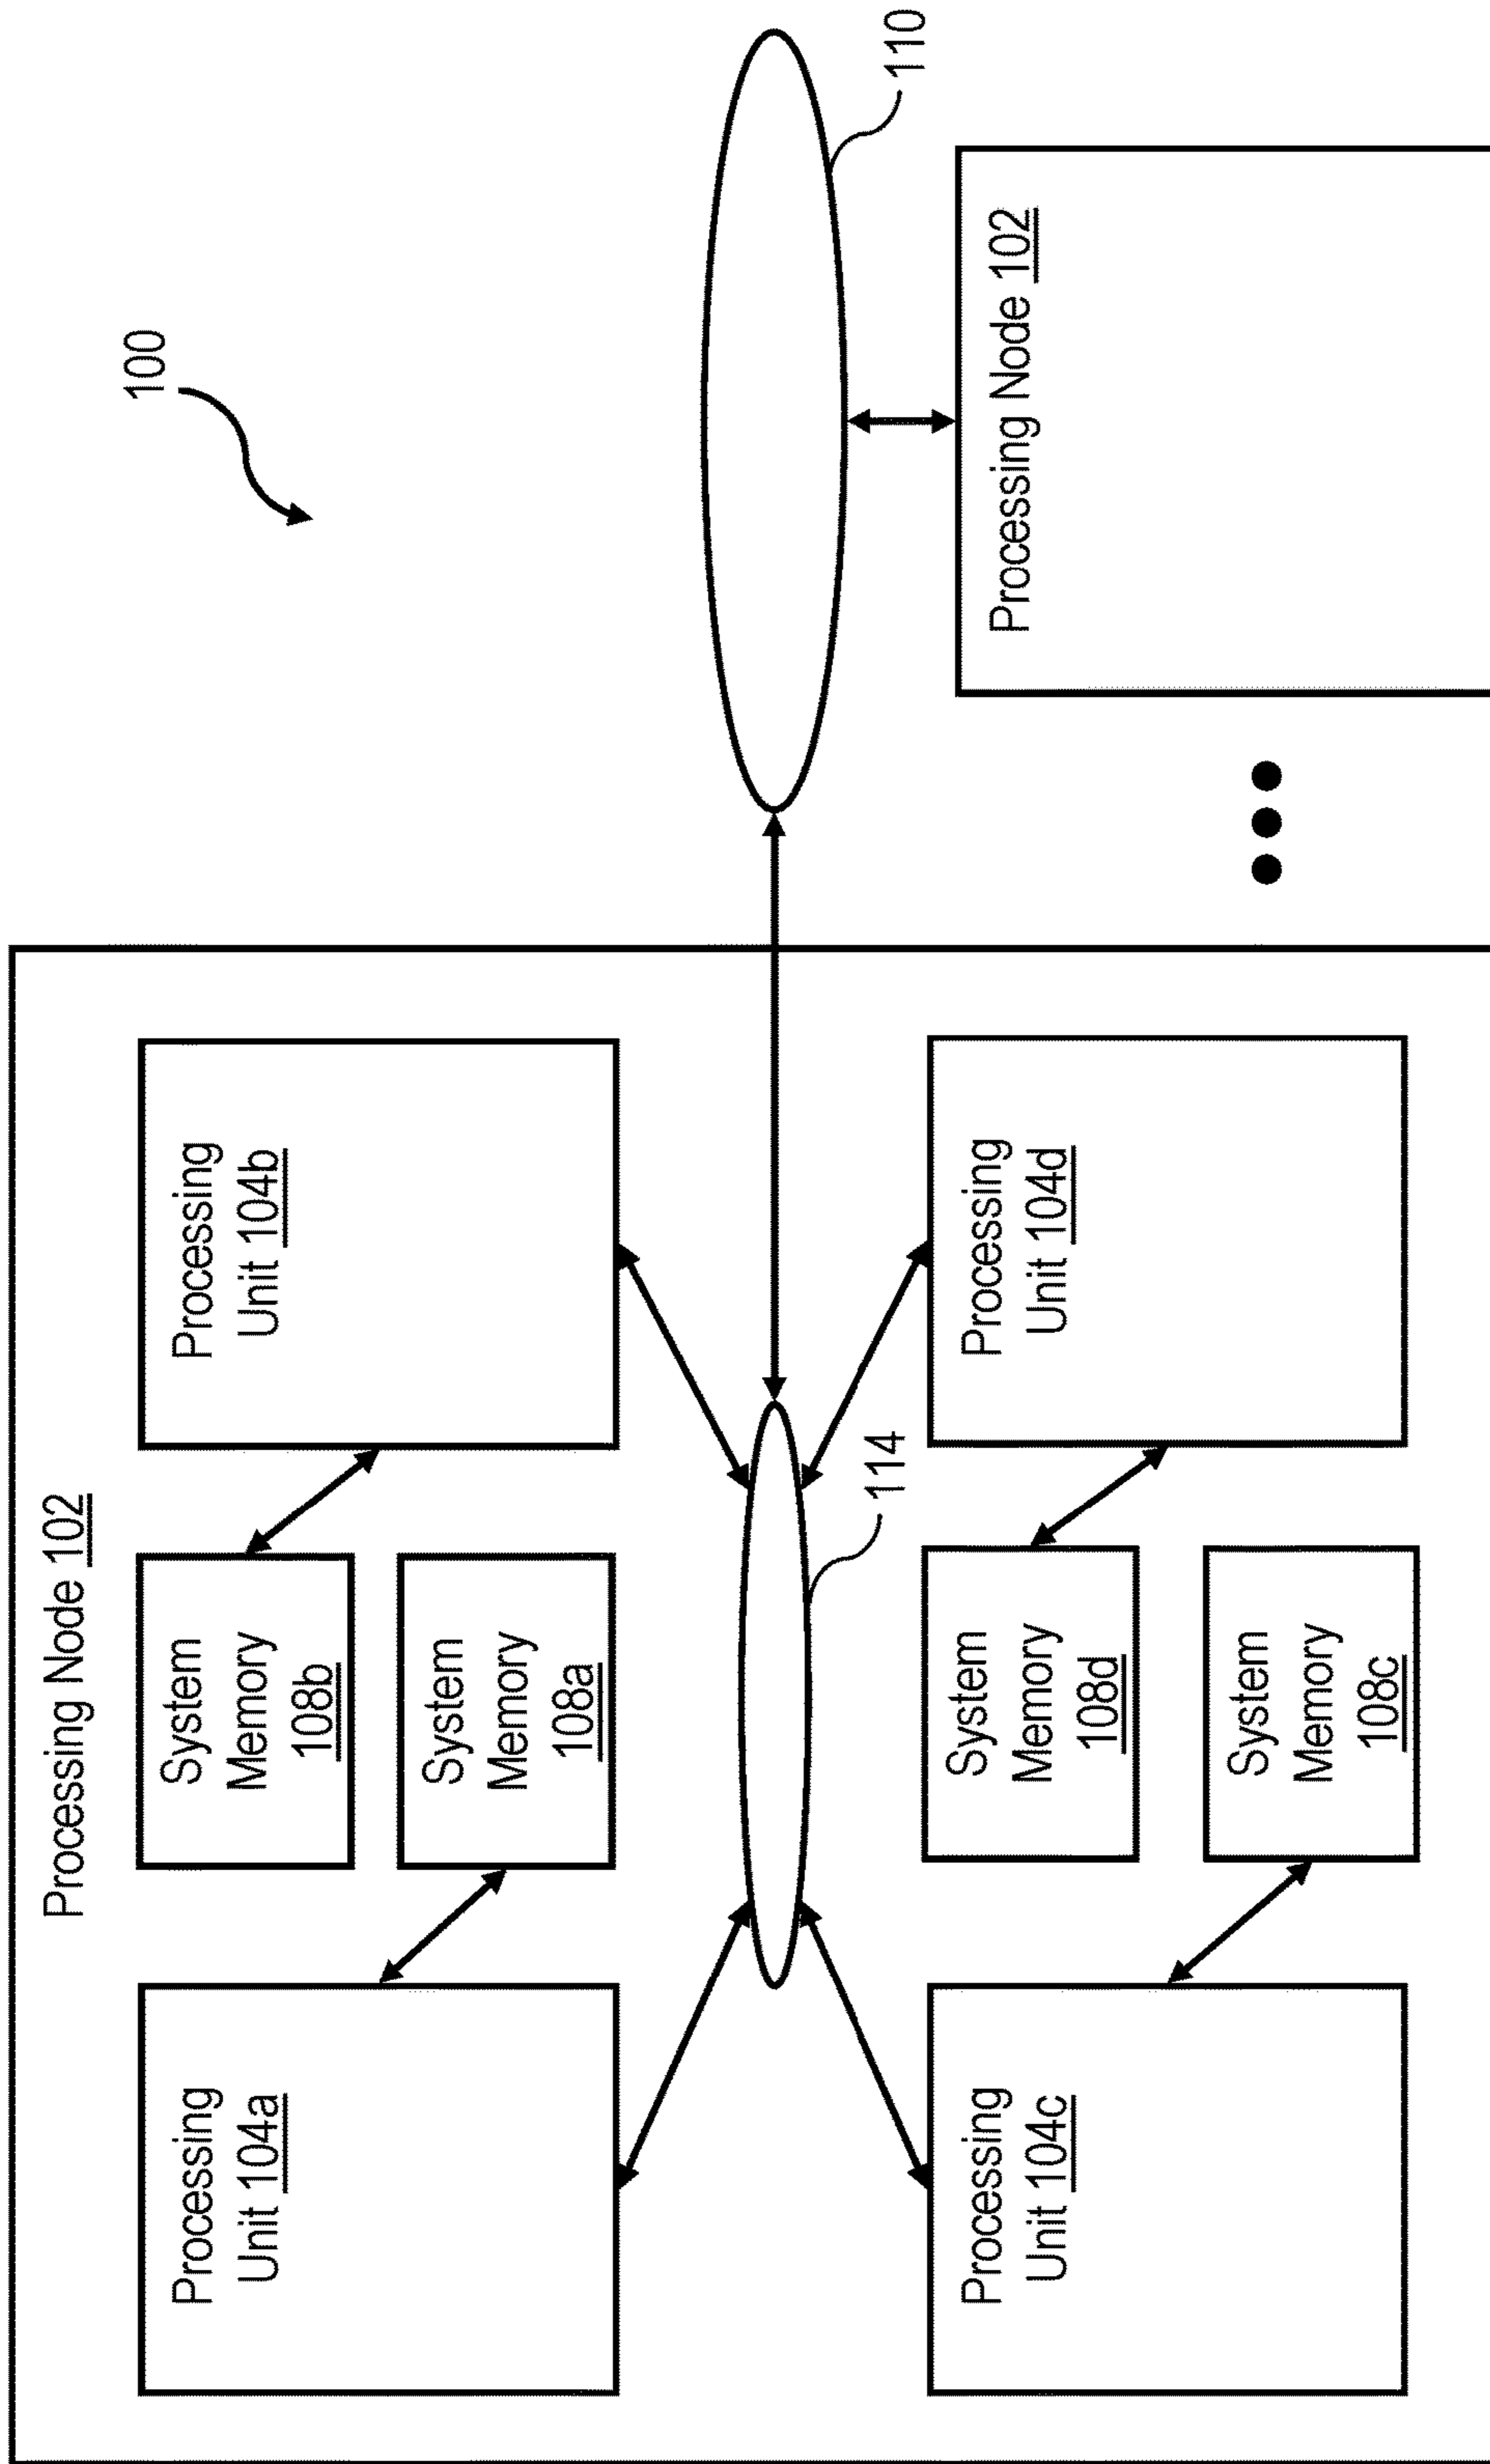 100
Processing Node 102
Processing
Unit 104a
System
Memory
108b
System
Memory
108a
Processing
Unit 104b
110
114
Processing
Unit 104c
System
Memory
108d
System
Memory
108c
Processing
Unit 104d
Processing Node 102